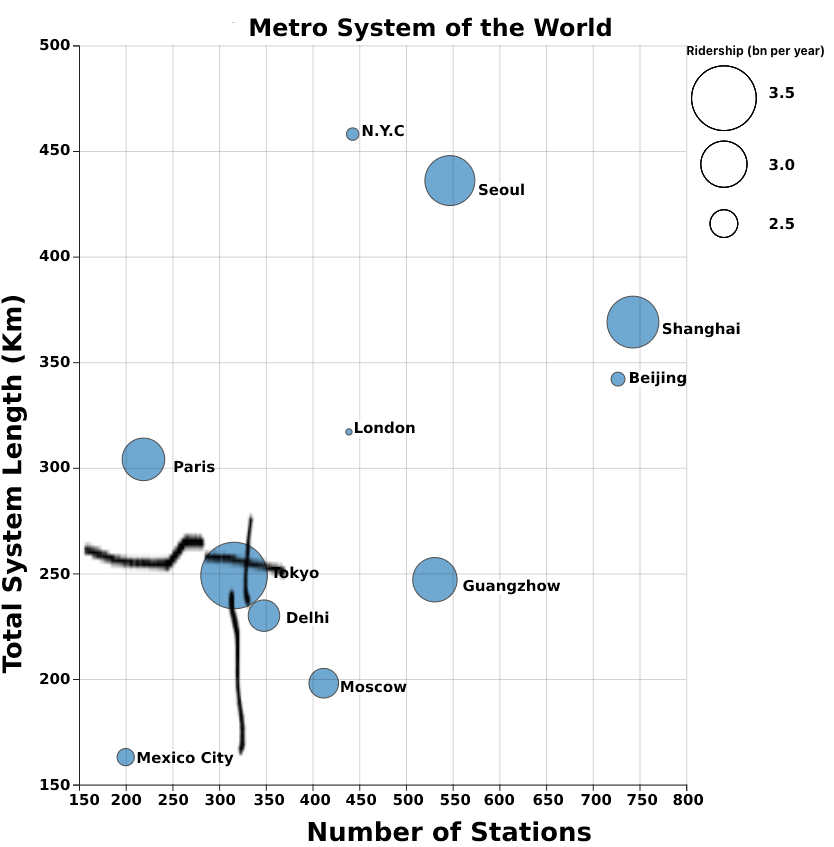 Metro System of the World
Ridership (bn per year)
3.5
3.0
2.5
Total System Length (Km)
500
450
400
350
300
250
200
150
N.Y.C
Seoul
Shanghai
Beijing
London
Paris
Tokyo
Guangzhow
Delhi
Moscow
Mexico City
150 200 250 300 350 400 450 500 550 600 650 700 750 800
Number of Stations